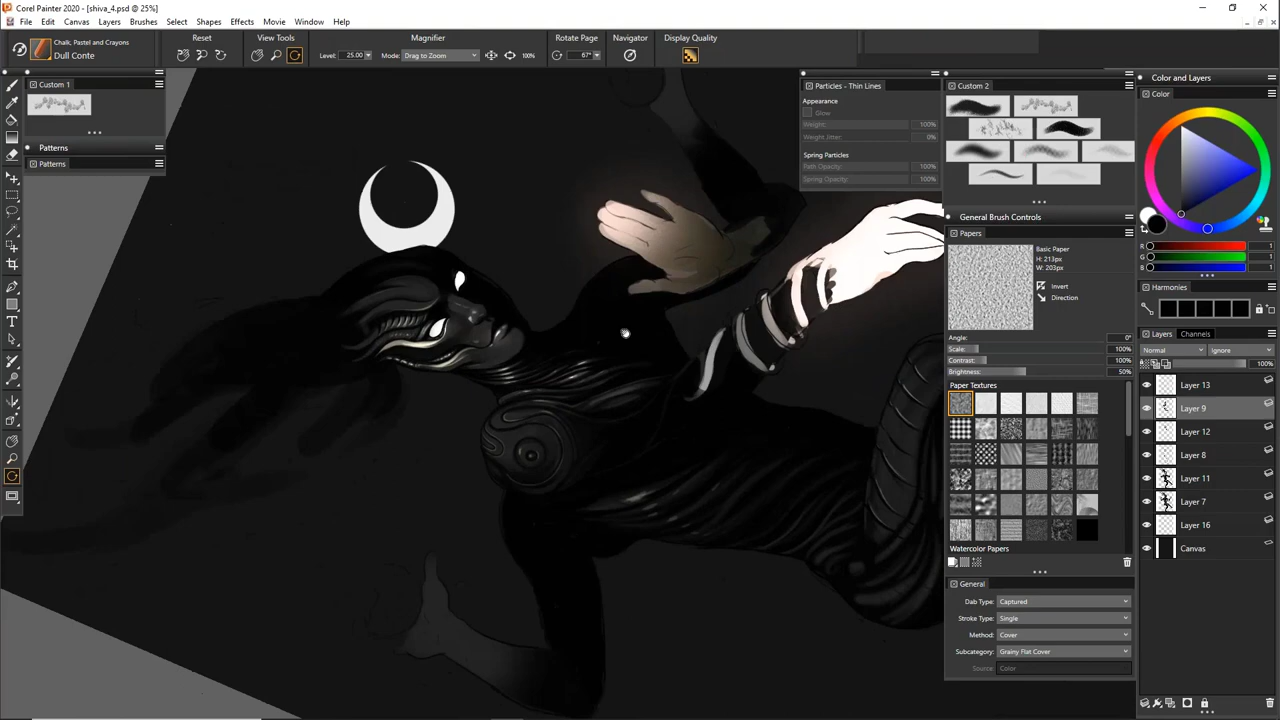 Corel Painter 2020 - [shiva_4.psd @ 25%]
File Edit Canvas Layers Brushes Select Shapes Effects Movie Window Help
Chalk, Pastel and Crayons
Dull Conte
Reset
View Tools
Magnifier
Rotate Page
Navigator
Display Quality
Level: 25.00
Mode: Drag to Zoom
100%
67°
Custom 1
Patterns
Patterns
Particles - Thin Lines
Appearance
Glow
Weight: 100%
Weight Jitter: 0%
Spring Particles
Path Opacity: 100%
Spring Opacity: 100%
Custom 2
General Brush Controls
Papers
Basic Paper
H: 213px
W: 203px
Invert
Direction
Angle: 0°
Scale: 100%
Contrast: 100%
Brightness: 50%
Paper Textures
Watercolor Papers
General
Dab Type: Captured
Stroke Type: Single
Method: Cover
Subcategory: Grainy Flat Cover
Source: Color
Color and Layers
Color
R 1
G 1
B 1
Harmonies
Layers Channels
Normal Ignore
100%
Layer 13
Layer 9
Layer 12
Layer 8
Layer 11
Layer 7
Layer 16
Canvas